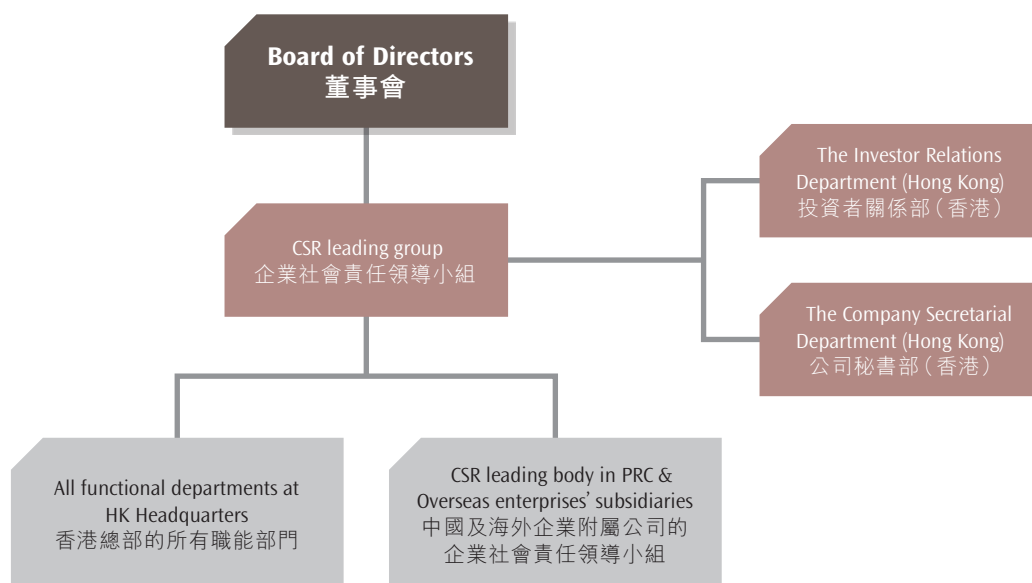 Board of Directors
董事會
The Investor Relations
Department (Hong Kong)
投資者關係部（香港）
CSR leading group
企業社會責任領導小組
The Company Secretarial
Department (Hong Kong)
公司秘書部（香港）
All functional departments at
HK Headquarters
香港總部的所有職能部門
CSR leading body in PRC &
Overseas enterprises’ subsidiaries
中國及海外企業附屬公司的
企業社會責任領導小組